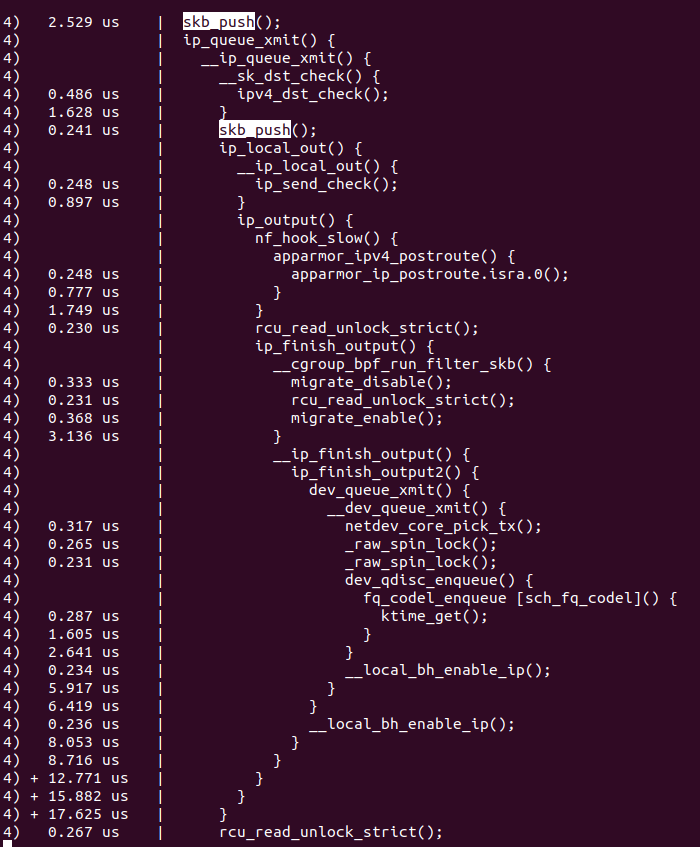 4)   2.529 us    |  skb_push();
4)               |  ip_queue_xmit() {
4)               |    __ip_queue_xmit() {
4)               |      __sk_dst_check() {
4)   0.486 us    |        ipv4_dst_check();
4)   1.628 us    |      }
4)   0.241 us    |      skb_push();
4)               |      ip_local_out() {
4)               |        __ip_local_out() {
4)   0.248 us    |          ip_send_check();
4)   0.897 us    |        }
4)               |        ip_output() {
4)               |          nf_hook_slow() {
4)               |            apparmor_ipv4_postroute() {
4)   0.248 us    |              apparmor_ip_postroute.isra.0();
4)   0.777 us    |            }
4)   1.749 us    |          }
4)   0.230 us    |          rcu_read_unlock_strict();
4)               |          ip_finish_output() {
4)               |            __cgroup_bpf_run_filter_skb() {
4)   0.333 us    |              migrate_disable();
4)   0.231 us    |              rcu_read_unlock_strict();
4)   0.368 us    |              migrate_enable();
4)   3.136 us    |            }
4)               |            __ip_finish_output() {
4)               |              ip_finish_output2() {
4)               |                dev_queue_xmit() {
4)               |                  __dev_queue_xmit() {
4)   0.317 us    |                    netdev_core_pick_tx();
4)   0.265 us    |                    _raw_spin_lock();
4)   0.231 us    |                    _raw_spin_lock();
4)               |                    dev_qdisc_enqueue() {
4)               |                      fq_codel_enqueue [sch_fq_codel]() {
4)   0.287 us    |                        ktime_get();
4)   1.605 us    |                      }
4)   2.641 us    |                    }
4)   0.234 us    |                    __local_bh_enable_ip();
4)   5.917 us    |                  }
4)   6.419 us    |                }
4)   0.236 us    |                __local_bh_enable_ip();
4)   8.053 us    |              }
4)   8.716 us    |            }
4) + 12.771 us   |          }
4) + 15.882 us   |        }
4) + 17.625 us   |      }
4)   0.267 us    |      rcu_read_unlock_strict();